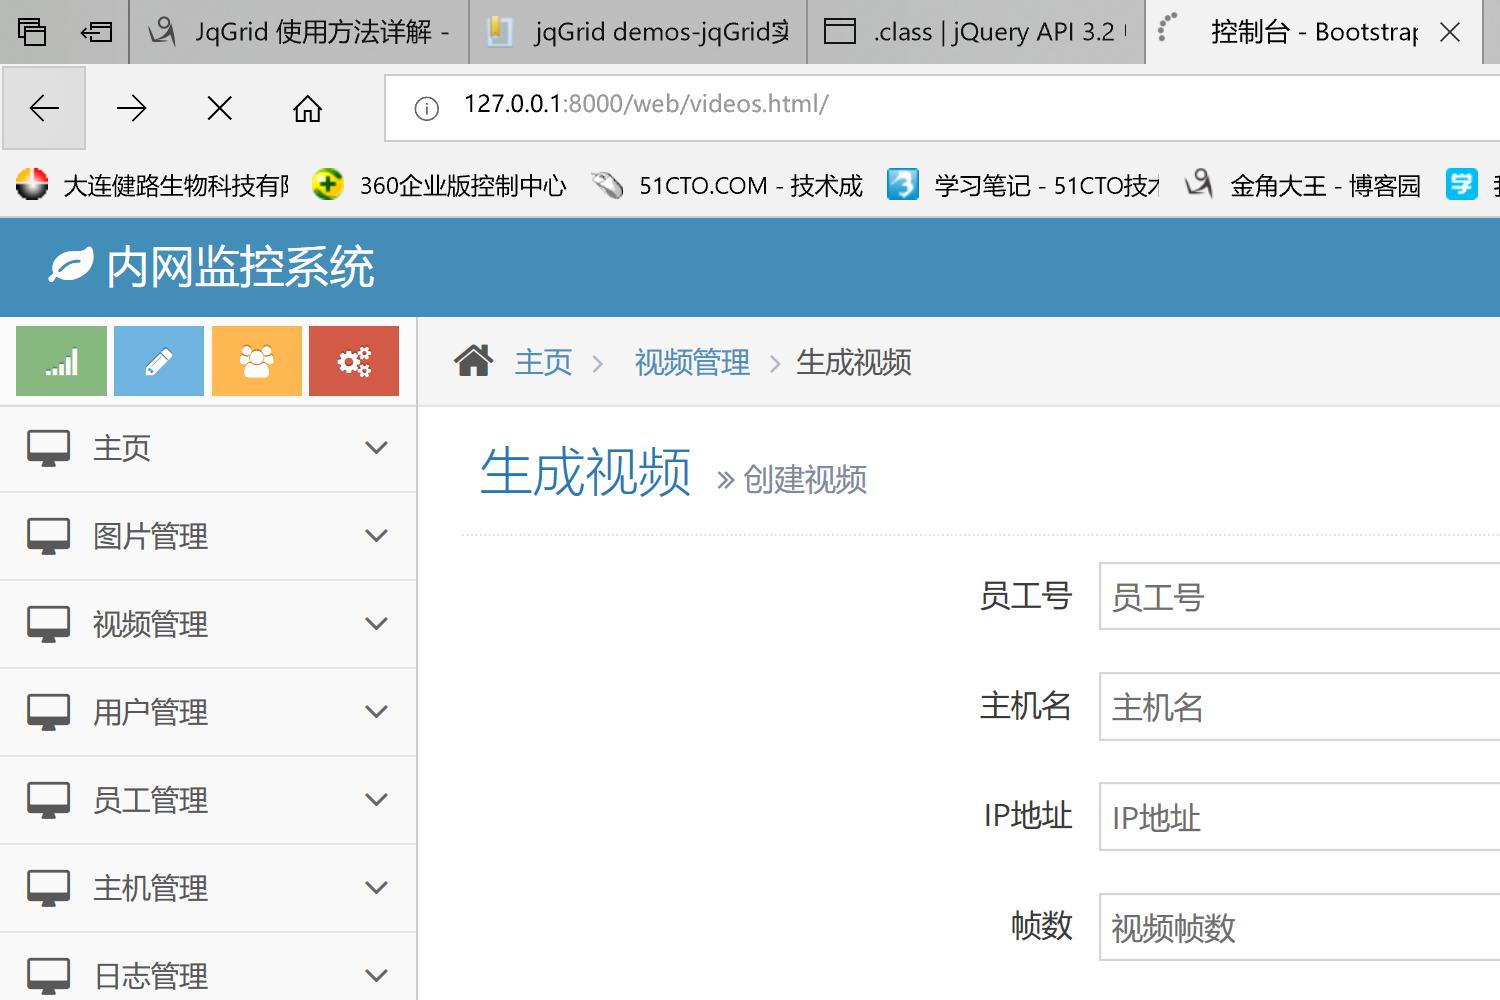 JqGrid 使用方法详解 -
jqGrid demos-jqGrid实
.class | jQuery API 3.2
控制台 - Bootstrap
127.0.0.1:8000/web/videos.html/
大连健路生物科技有
360企业版控制中心
51CTO.COM - 技术成
学习笔记 - 51CTO技
金角大王 - 博客园
学
内网监控系统
主页 > 视频管理 > 生成视频
主页
图片管理
视频管理
用户管理
员工管理
主机管理
日志管理
生成视频 » 创建视频
员工号 员工号
主机名 主机名
IP地址 IP地址
帧数 视频帧数